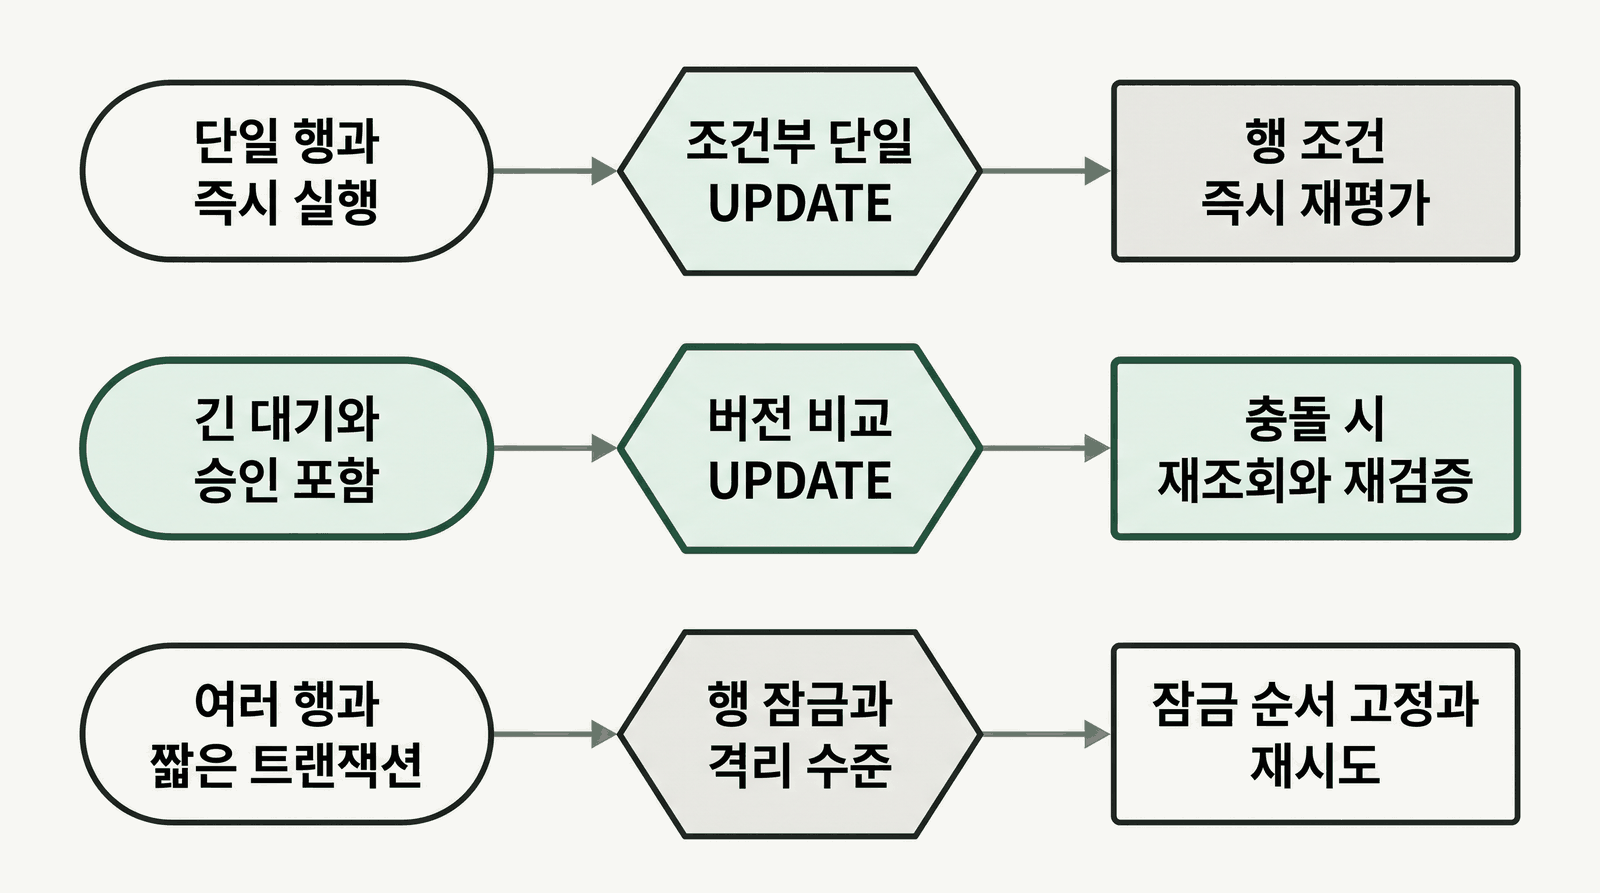 단일 행과
즉시 실행
조건부 단일
UPDATE
행 조건
즉시 재평가
긴 대기와
승인 포함
버전 비교
UPDATE
충돌 시
재조회와 재검증
여러 행과
짧은 트랜잭션
행 잠금과
격리 수준
잠금 순서 고정과
재시도